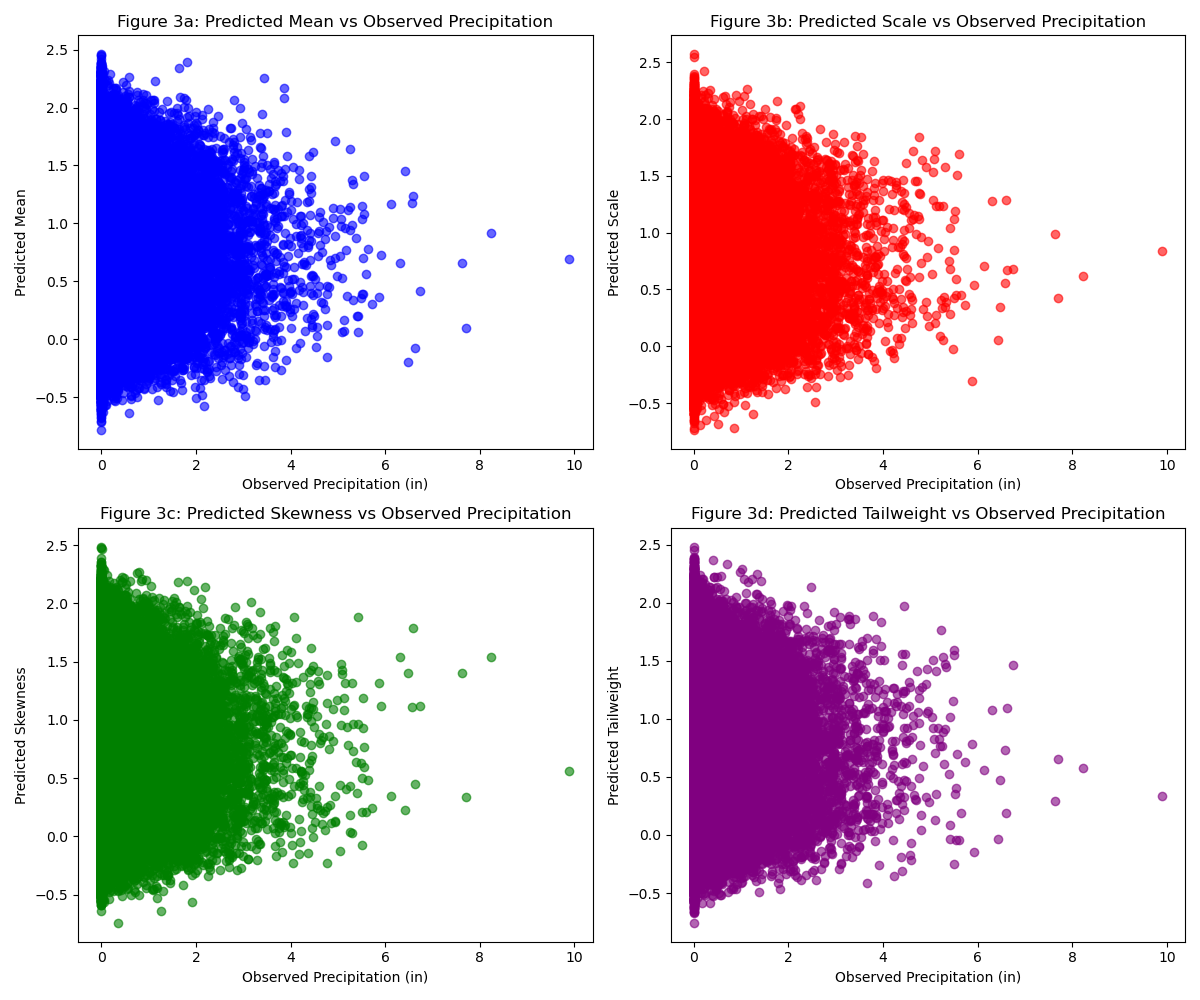 Figure 3a: Predicted Mean vs Observed Precipitation
2.5
2.0
1.5
1.0
0.5
0.0
−0.5
Predicted Mean
0 2 4 6 8 10
Observed Precipitation (in)
Figure 3b: Predicted Scale vs Observed Precipitation
2.5
2.0
1.5
1.0
0.5
0.0
−0.5
Predicted Scale
0 2 4 6 8 10
Observed Precipitation (in)
Figure 3c: Predicted Skewness vs Observed Precipitation
2.5
2.0
1.5
1.0
0.5
0.0
−0.5
Predicted Skewness
0 2 4 6 8 10
Observed Precipitation (in)
Figure 3d: Predicted Tailweight vs Observed Precipitation
2.5
2.0
1.5
1.0
0.5
0.0
−0.5
Predicted Tailweight
0 2 4 6 8 10
Observed Precipitation (in)